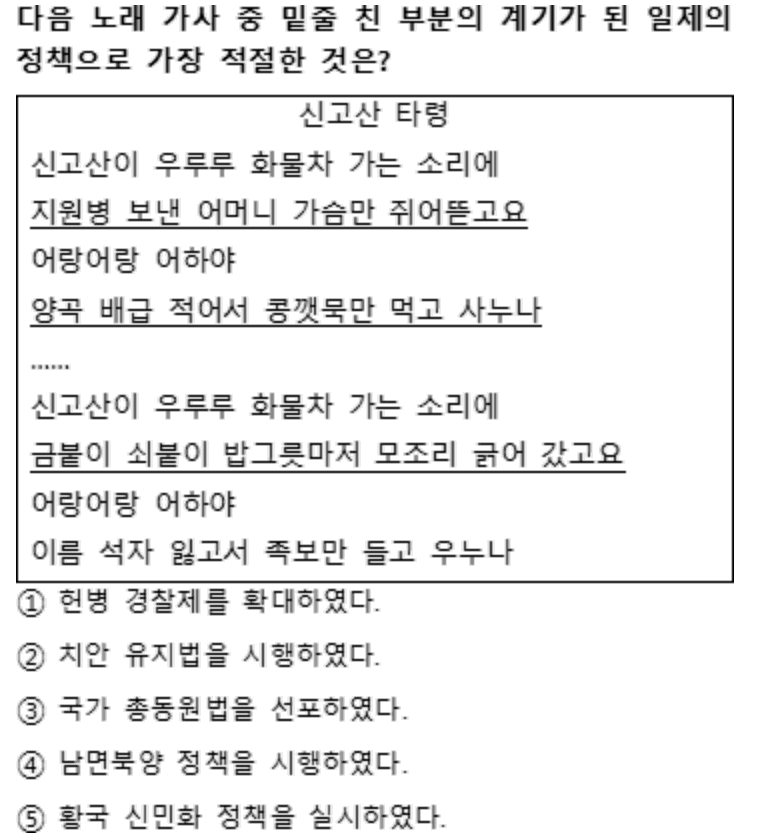 다음 노래 가사 중 밑줄 친 부분의 계기가 된 일제의
정책으로 가장 적절한 것은?
신고산 타령
신고산이 우루루 화물차 가는 소리에
지원병 보낸 어머니 가슴만 쥐어뜯고요
어랑어랑 어하야
양곡 배급 적어서 콩깻묵만 먹고 사누나
……
신고산이 우루루 화물차 가는 소리에
금붙이 쇠붙이 밥그릇마저 모조리 긁어 갔고요
어랑어랑 어하야
이름 석자 잃고서 족보만 들고 우누나
① 헌병 경찰제를 확대하였다.
② 치안 유지법을 시행하였다.
③ 국가 총동원법을 선포하였다.
④ 남면북양 정책을 시행하였다.
⑤ 황국 신민화 정책을 실시하였다.